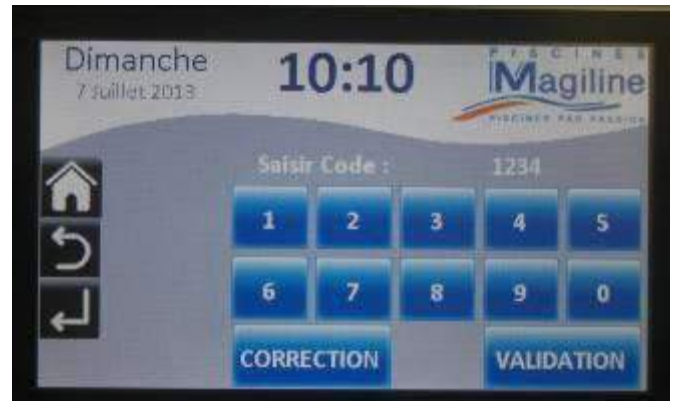 Dimanche
7 Juillet 2013
10:10
PISCINES
Magiline
PISCINES PAR PASSION
Saisir Code : 1234
1 2 3 4 5
6 7 8 9 0
CORRECTION VALIDATION